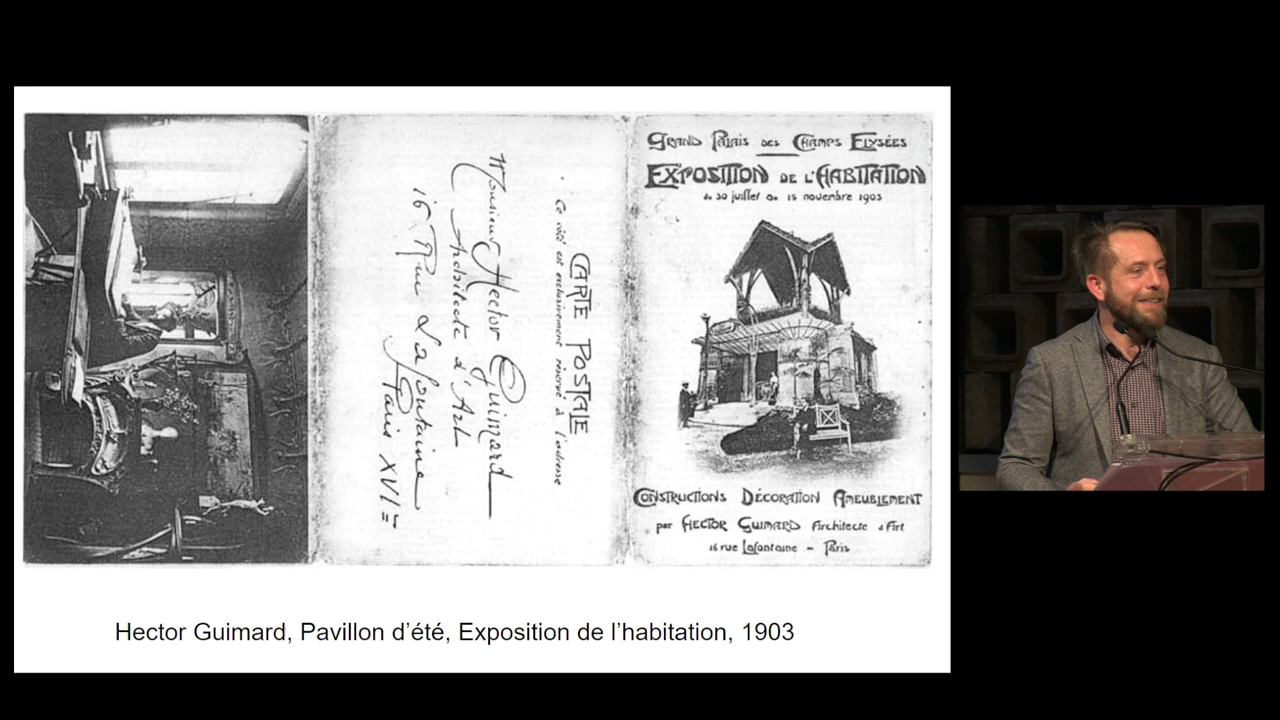 Monsieur Hector Guimard
Architecte d'Art
16 Rue La Fontaine
Paris XVIe
CARTE POSTALE
Ce côté est exclusivement réservé à l'adresse
GRAND PALAIS DES CHAMPS ELYSÉES
EXPOSITION DE L'HABITATION
du 30 juillet au 15 novembre 1903
CONSTRUCTIONS DÉCORATION AMEUBLEMENT
par HECTOR GUIMARD Architecte d'Art
16 rue Lafontaine - Paris
Hector Guimard, Pavillon d'été, Exposition de l'habitation, 1903